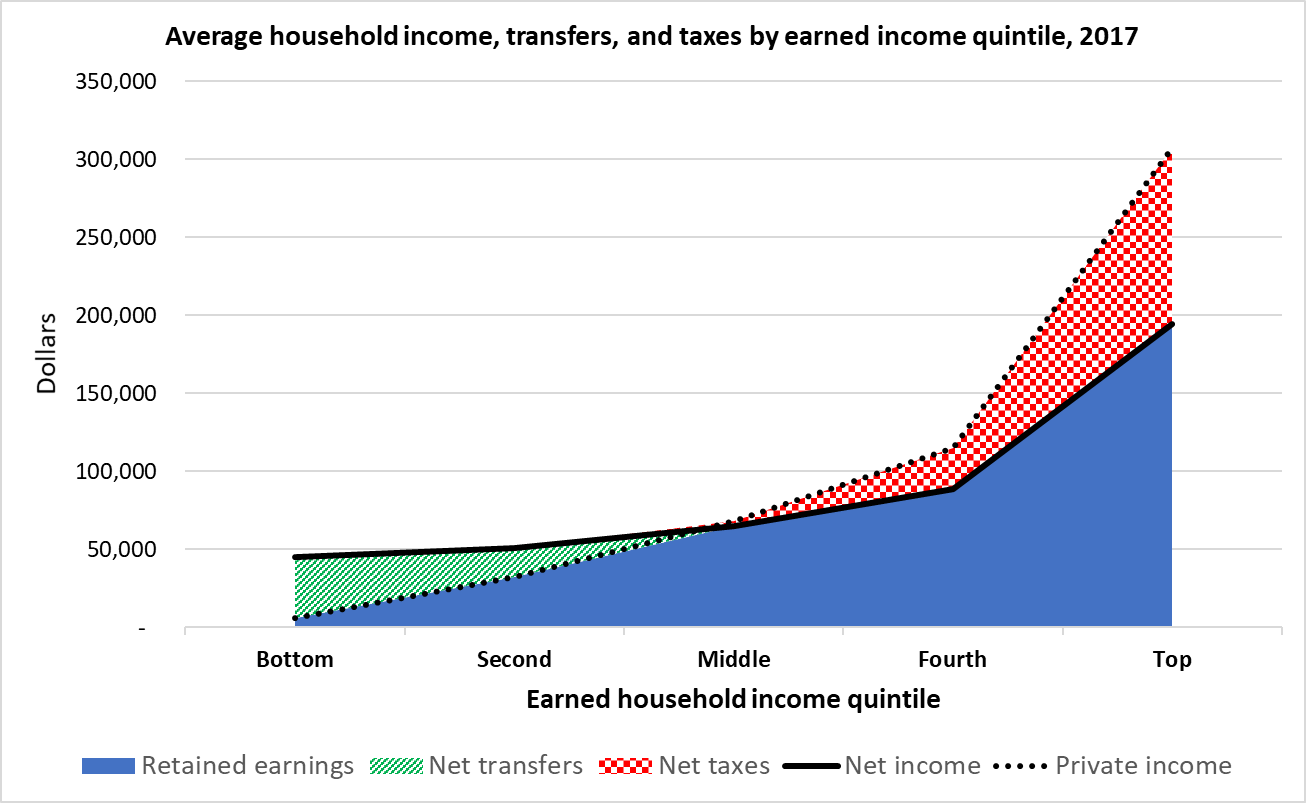 Average household income, transfers, and taxes by earned income quintile, 2017
350,000
300,000
250,000
200,000
150,000
100,000
50,000
-
Dollars
Bottom Second Middle Fourth Top
Earned household income quintile
Retained earnings Net transfers Net taxes Net income Private income